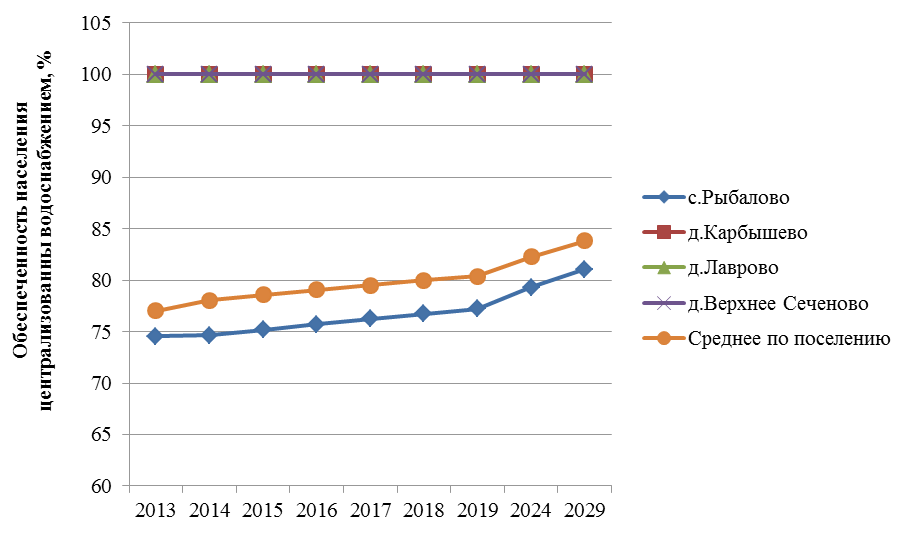 Обеспеченность населения
централизованны водоснабжением, %
105
100
95
90
85
80
75
70
65
60
2013 2014 2015 2016 2017 2018 2019 2024 2029
с.Рыбалово
д.Карбышево
д.Лаврово
д.Верхнее Сеченово
Среднее по поселению